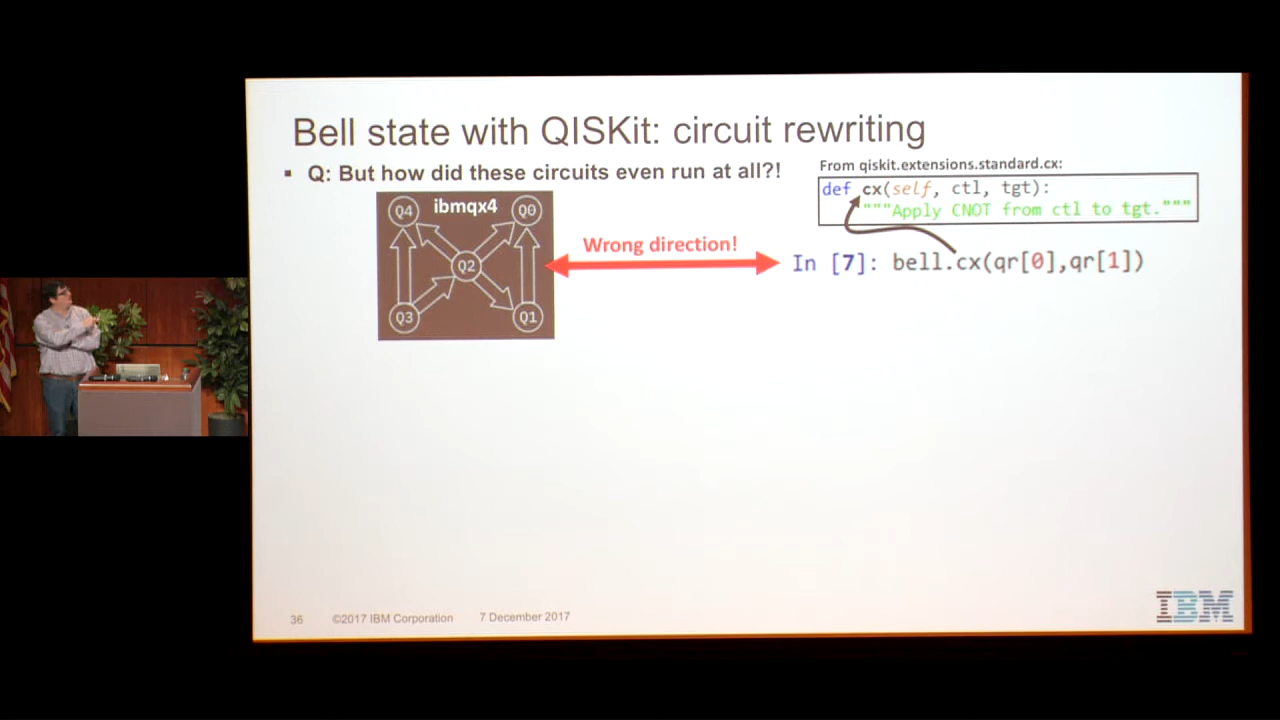 Bell state with QISKit: circuit rewriting
▪ Q: But how did these circuits even run at all?!
From qiskit.extensions.standard.cx:
def cx(self, ctl, tgt):
"""Apply CNOT from ctl to tgt."""
ibmqx4
Q4
Q0
Q2
Q3
Q1
Wrong direction!
In [7]: bell.cx(qr[0],qr[1])
36 ©2017 IBM Corporation 7 December 2017
IBM